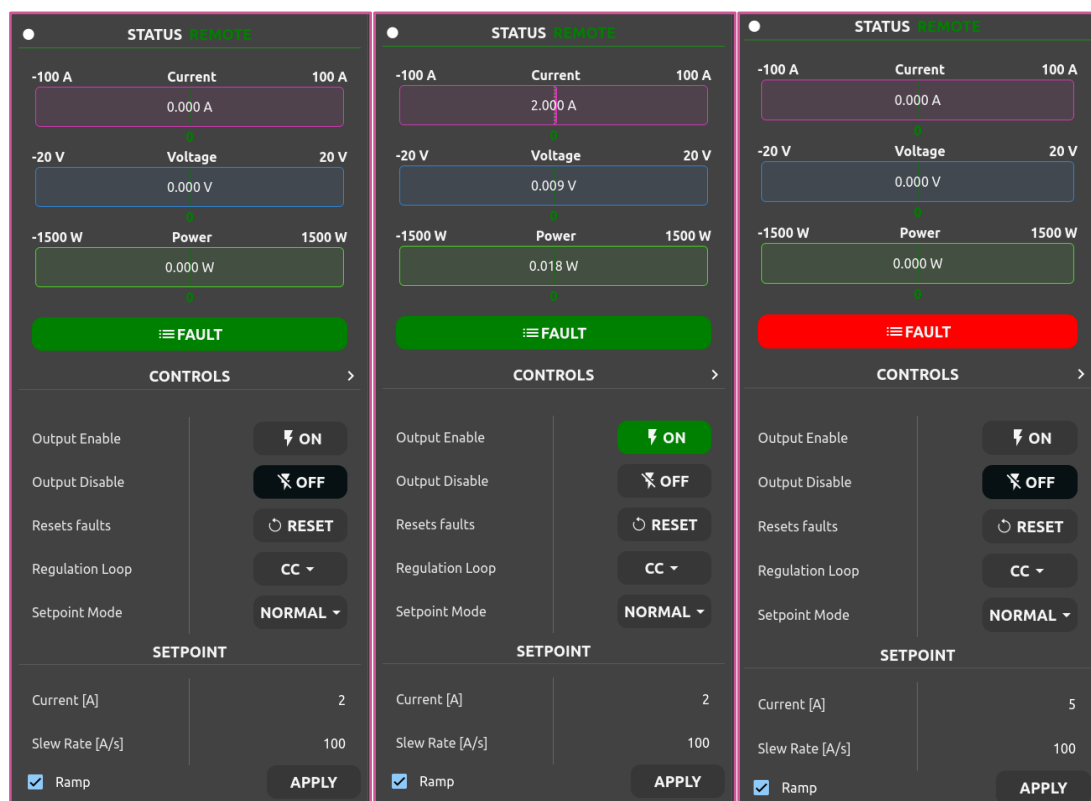 STATUS REMOTE
-100 A Current 100 A
0.000 A
0
-20 V Voltage 20 V
0.000 V
0
-1500 W Power 1500 W
0.000 W
0
FAULT
CONTROLS
Output Enable ON
Output Disable OFF
Resets faults RESET
Regulation Loop CC
Setpoint Mode NORMAL
SETPOINT
Current [A] 2
Slew Rate [A/s] 100
Ramp APPLY
STATUS REMOTE
-100 A Current 100 A
2.000 A
0
-20 V Voltage 20 V
0.009 V
0
-1500 W Power 1500 W
0.018 W
0
FAULT
CONTROLS
Output Enable ON
Output Disable OFF
Resets faults RESET
Regulation Loop CC
Setpoint Mode NORMAL
SETPOINT
Current [A] 2
Slew Rate [A/s] 100
Ramp APPLY
STATUS REMOTE
-100 A Current 100 A
0.000 A
0
-20 V Voltage 20 V
0.000 V
0
-1500 W Power 1500 W
0.000 W
0
FAULT
CONTROLS
Output Enable ON
Output Disable OFF
Resets faults RESET
Regulation Loop CC
Setpoint Mode NORMAL
SETPOINT
Current [A] 5
Slew Rate [A/s] 100
Ramp APPLY